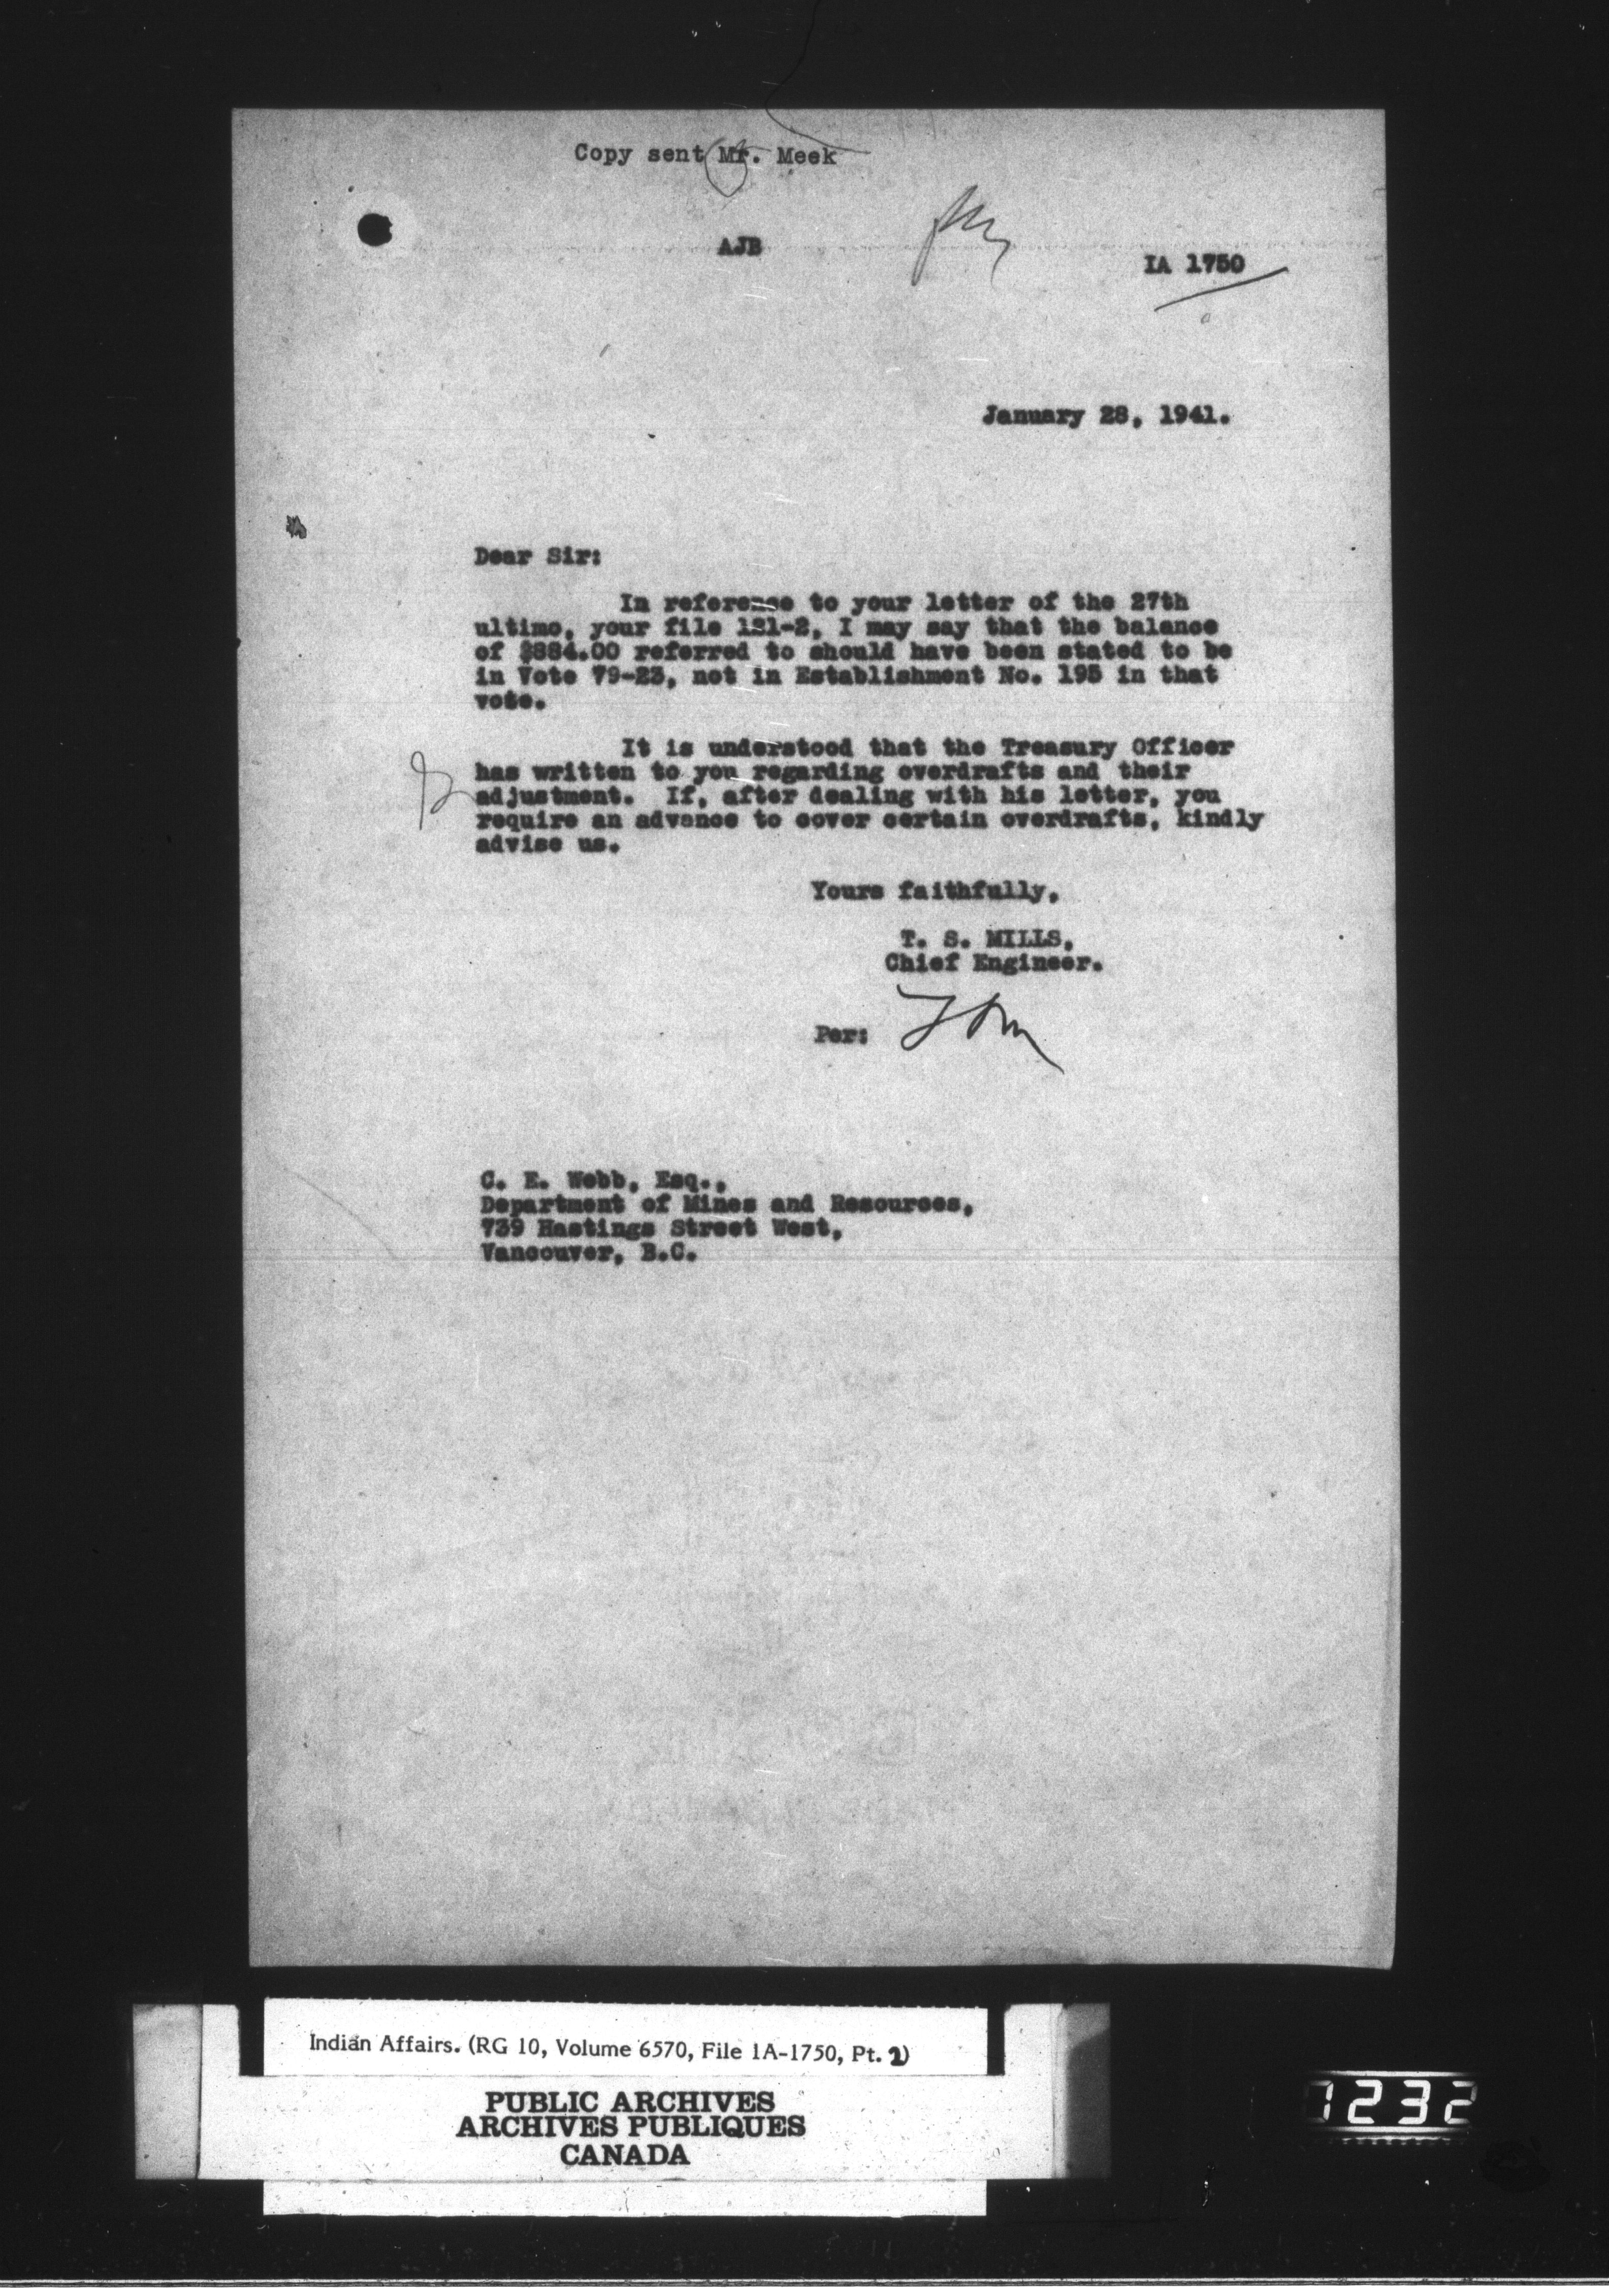 Copy sent Mr. Meek
AJB
IA 1750
January 28, 1941.
Dear Sir:
In reference to your letter of the 27th
ultimo, your file 121-2, I may say that the balance
of $884.00 referred to should have been stated to be
in Vote 79-23, not in Establishment No. 195 in that
vote.
It is understood that the Treasury Officer
has written to you regarding overdrafts and their
adjustment. If, after dealing with his letter, you
require an advance to cover certain overdrafts, kindly
advise us.
Yours faithfully,
T. S. MILLS,
Chief Engineer.
Per:
C. E. Webb, Esq.,
Department of Mines and Resources,
739 Hastings Street West,
Vancouver, B.C.
Indian Affairs. (RG 10, Volume 6570, File 1A-1750, Pt. 2)
PUBLIC ARCHIVES
ARCHIVES PUBLIQUES
CANADA
7232